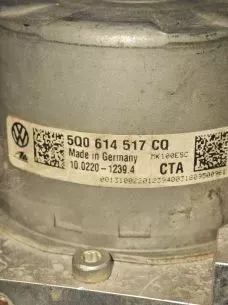 5Q0 614 517 CQ
Made in Germany MK100ESC
10.0220-1239.4 CTA